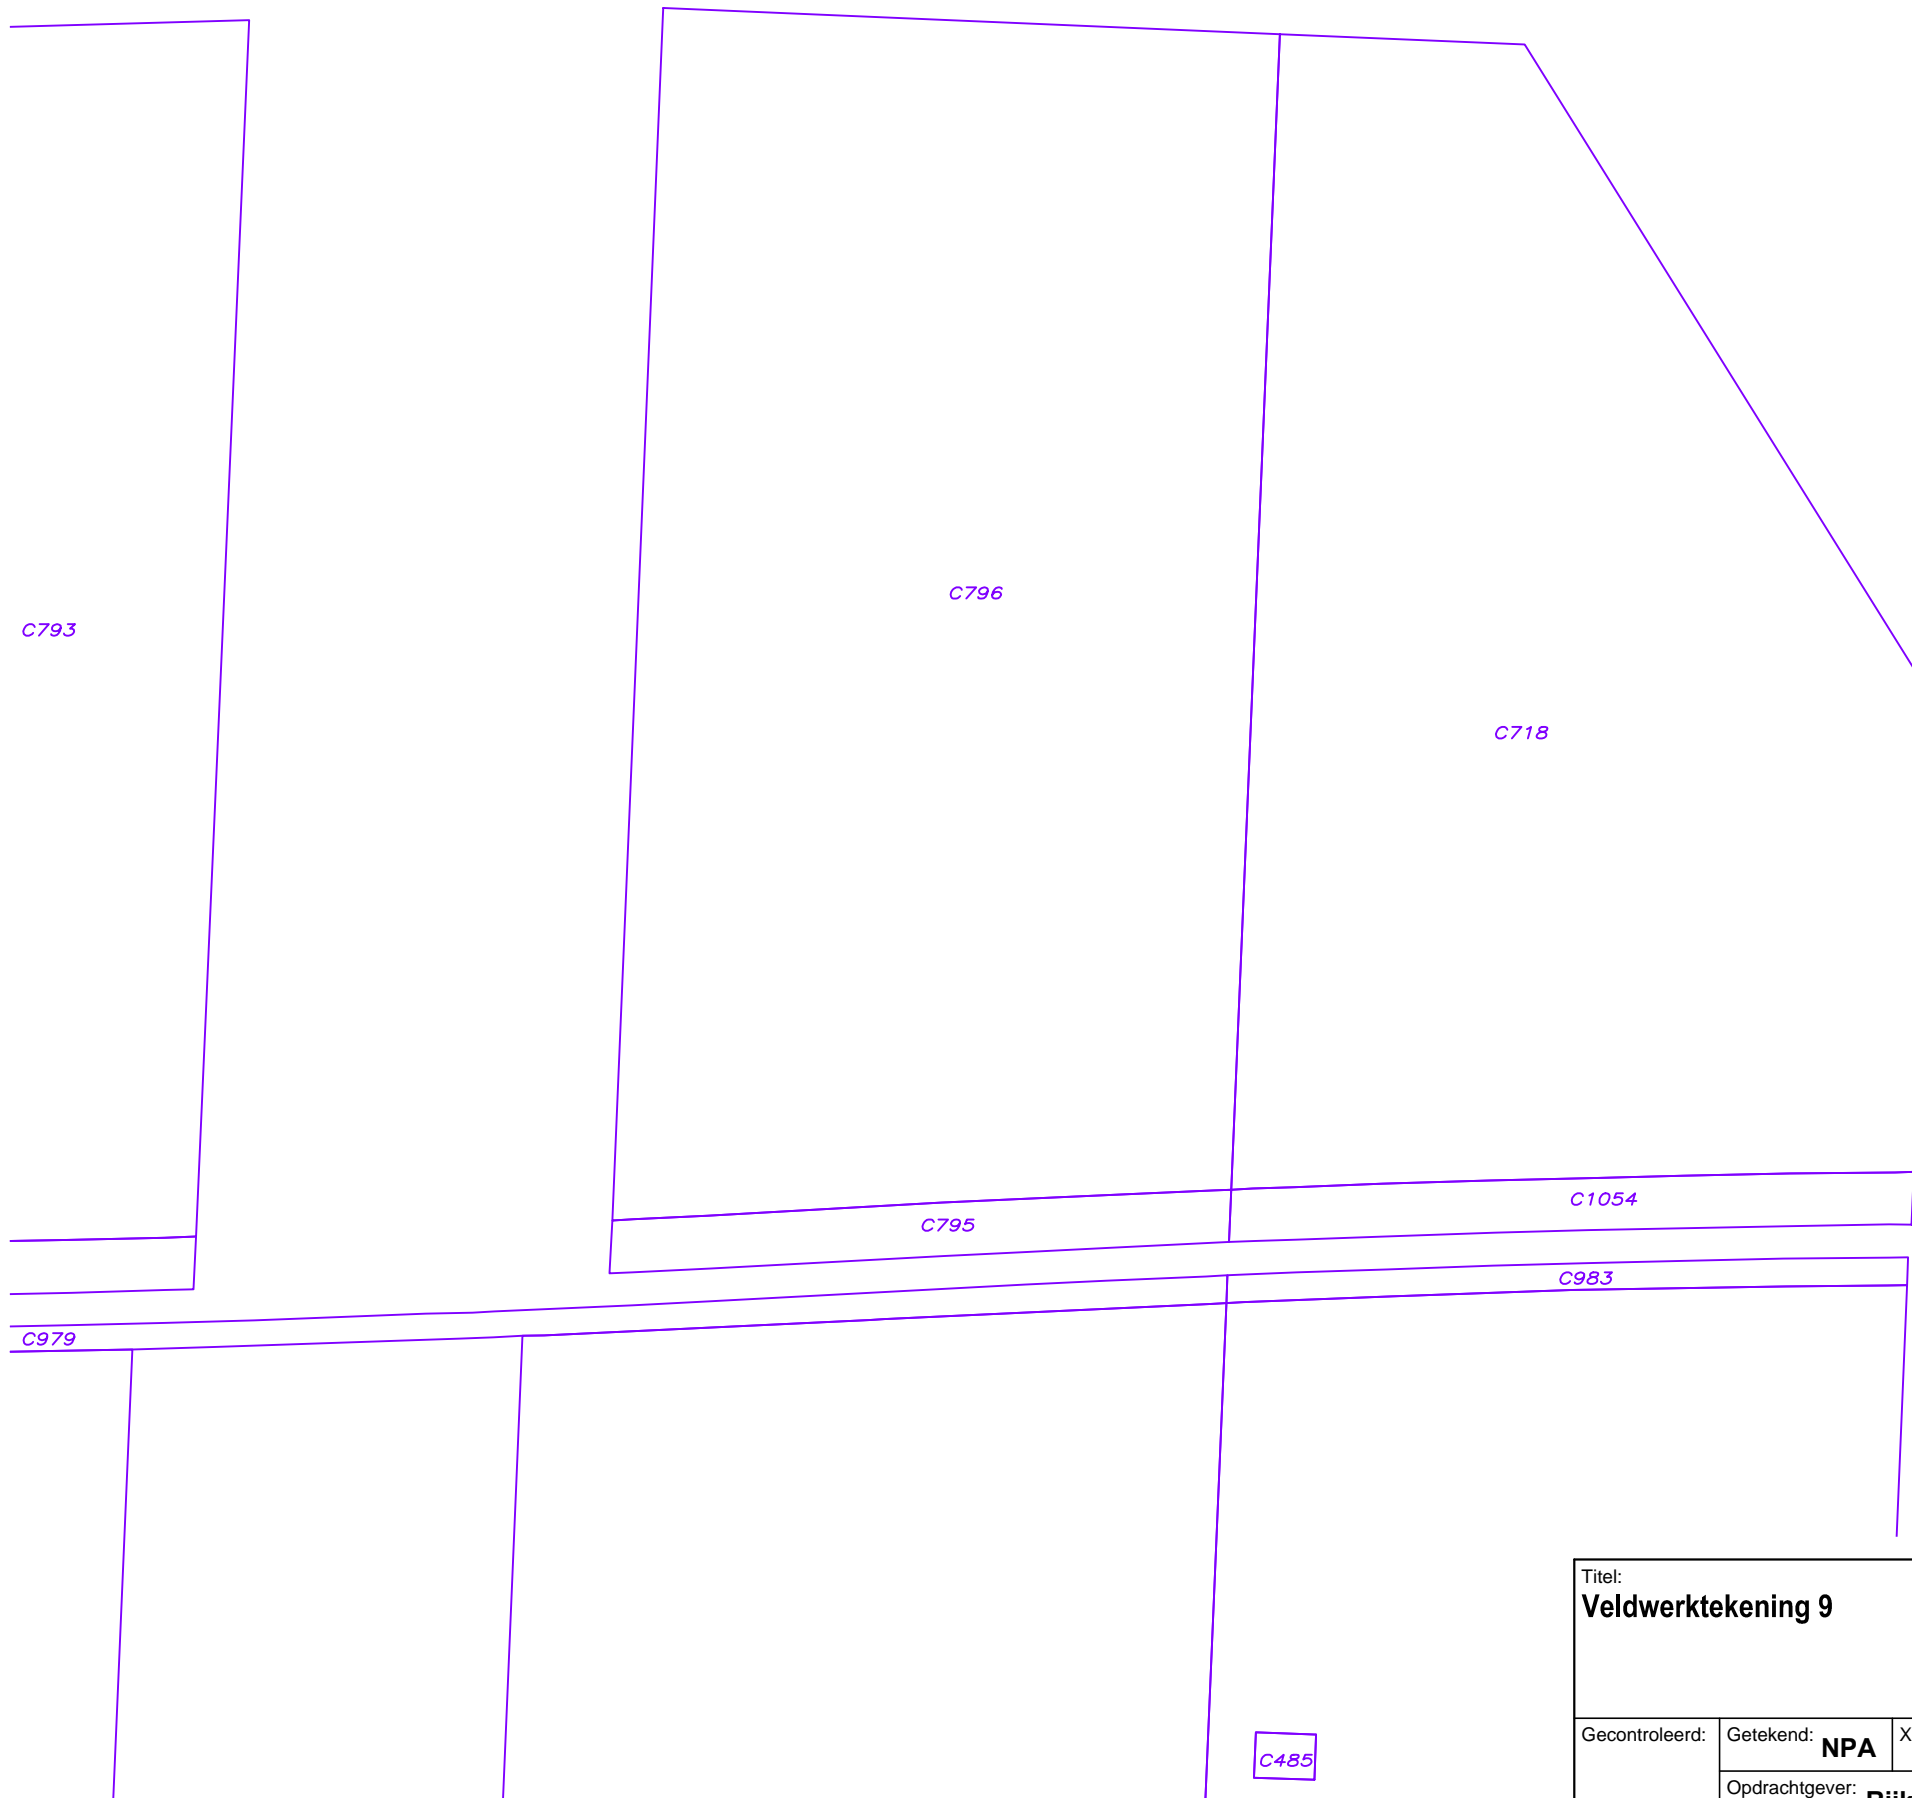 C796
C793
C718
C1054
C795
C983
C979
Titel:
Veldwerktekening 9
Gecontroleerd:
Getekend: NPA
X
C485
Opdrachtgever: